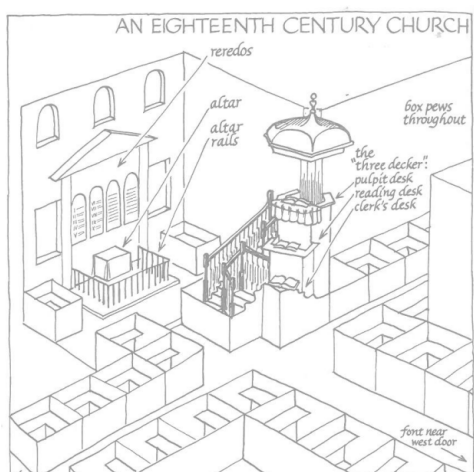 AN EIGHTEENTH CENTURY CHURCH
reredos
altar
altar
rails
box pews
throughout
the
"three decker":
pulpit desk
reading desk
clerk's desk
font near
west door